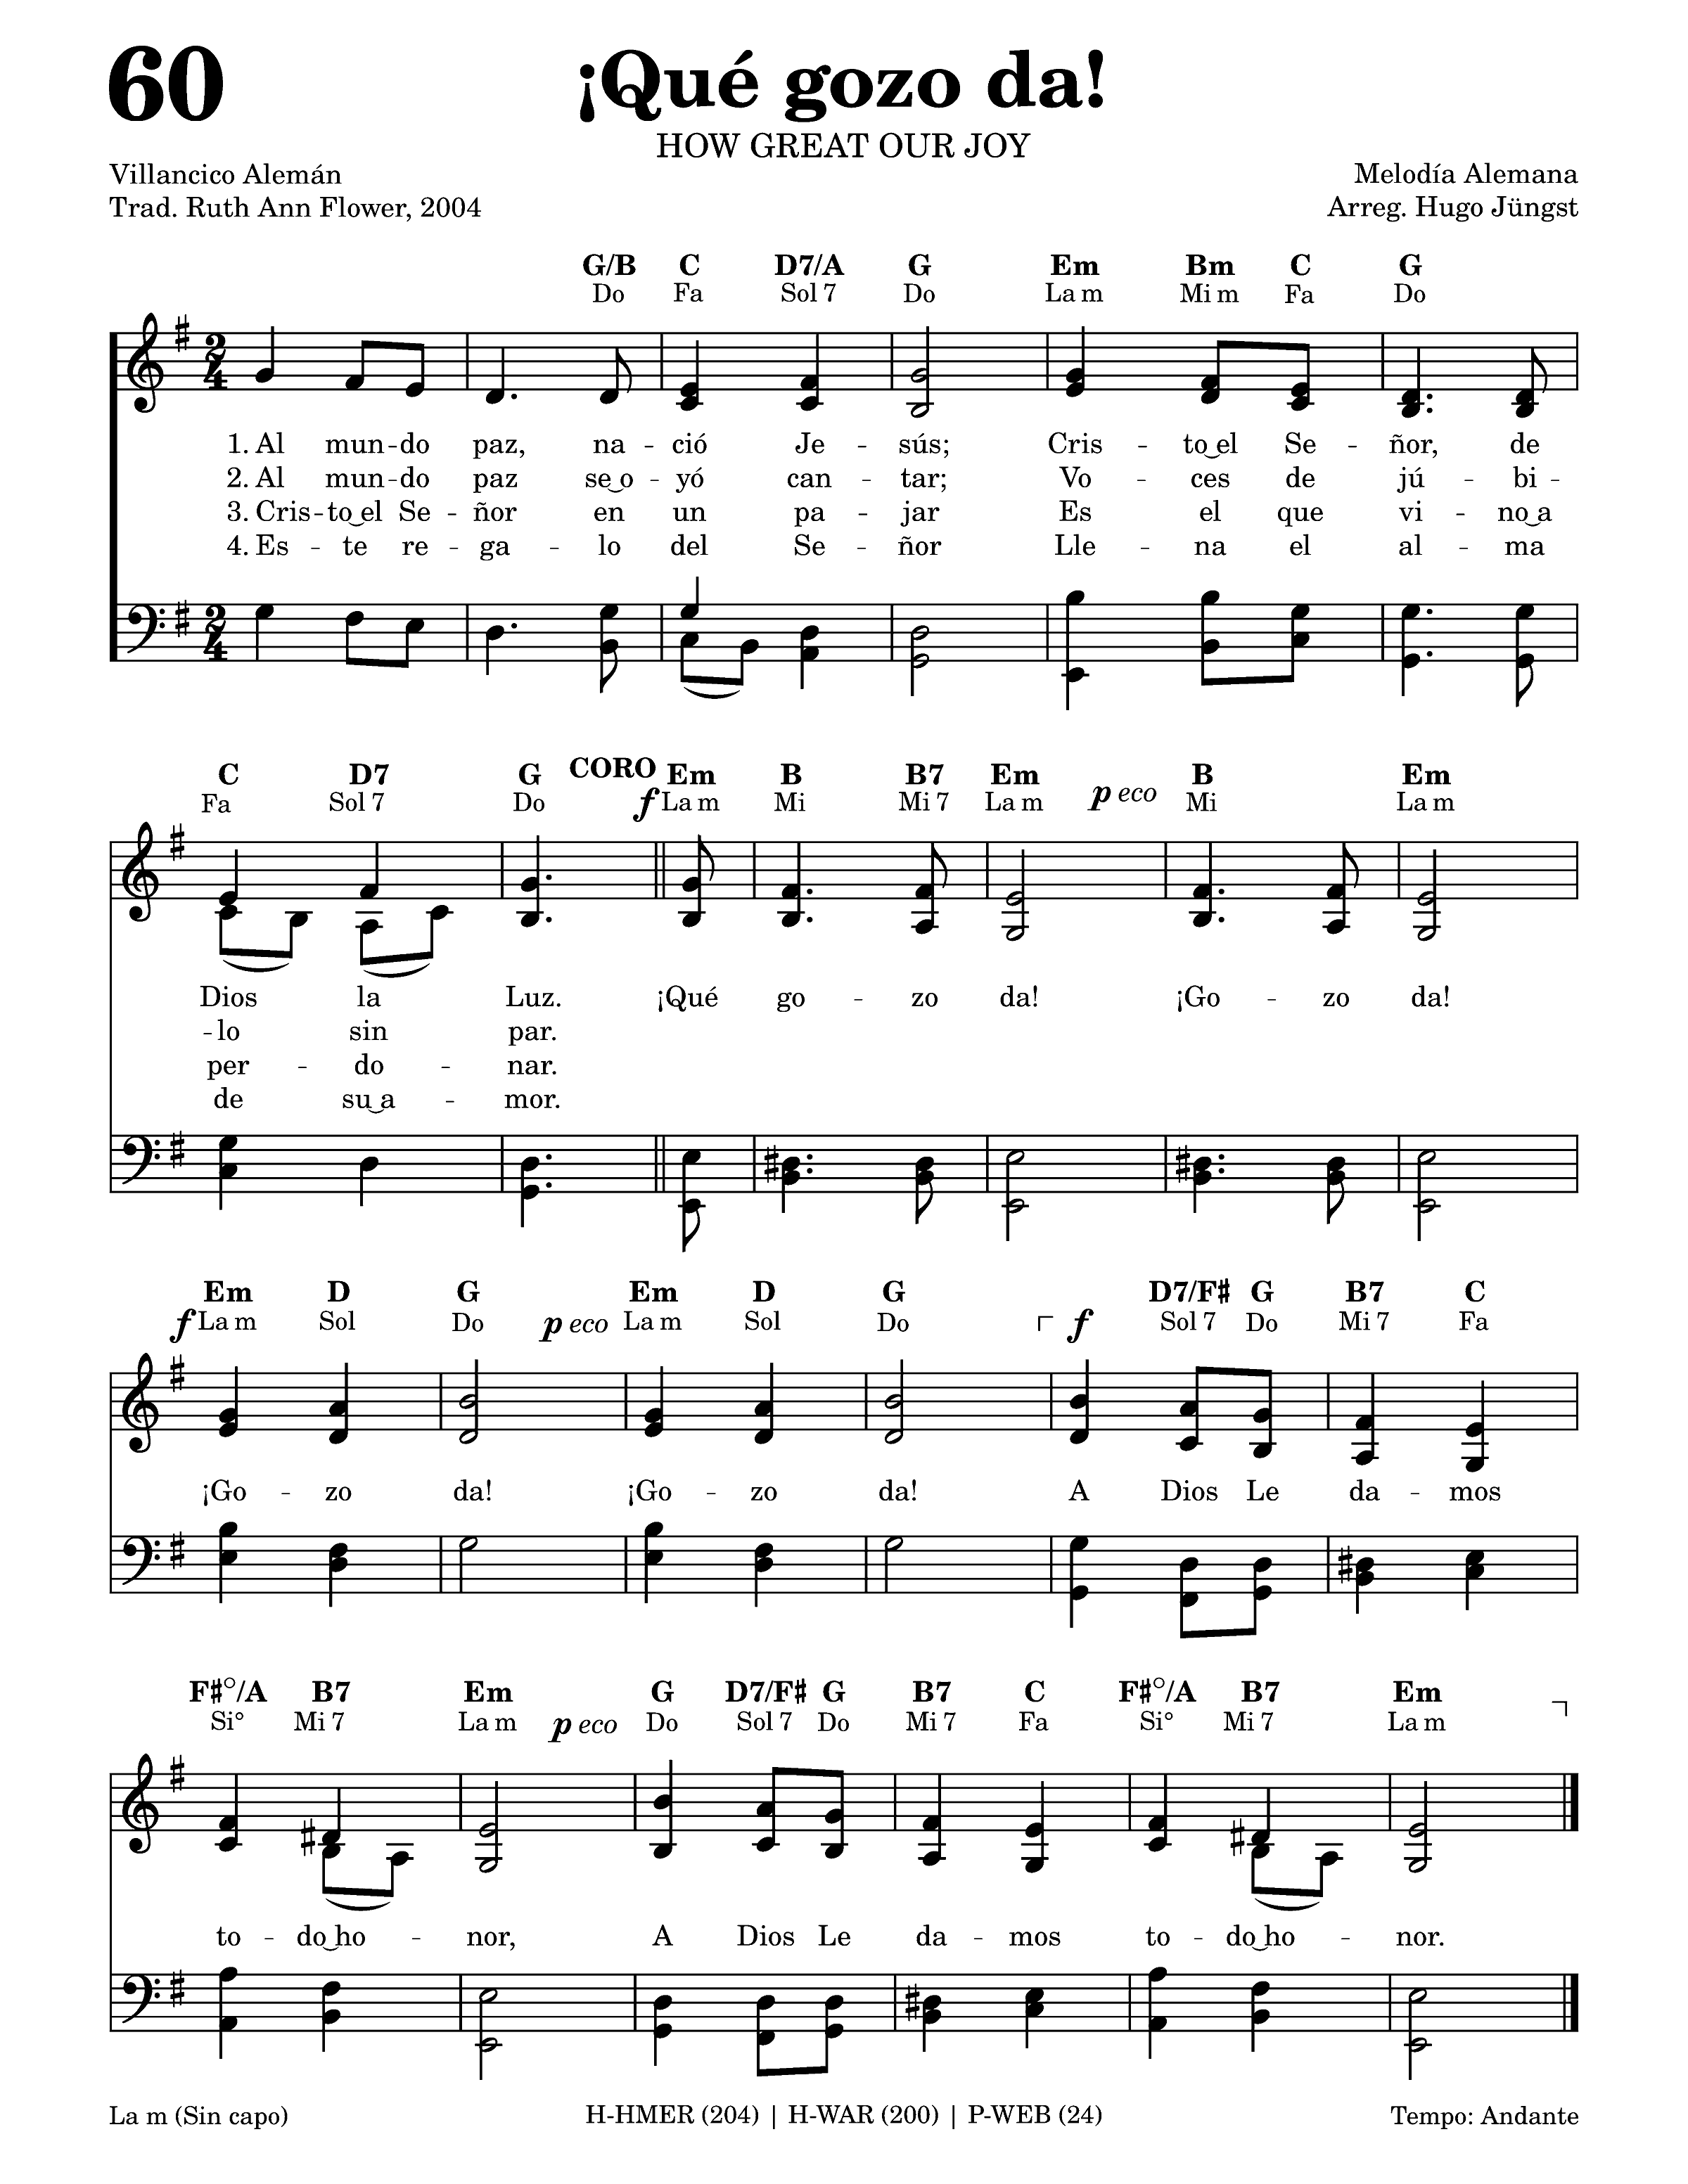 60
¡Qué gozo da!
HOW GREAT OUR JOY
Villancico Alemán
Melodía Alemana
Trad. Ruth Ann Flower, 2004
Arreg. Hugo Jüngst
G/B C D7/A G Em Bm C G
Do Fa Sol 7 Do La m Mi m Fa Do
2 4
1. Al mun – do paz, na – ció Je – sús; Cris – to‿el Se – ñor, de
2. Al mun – do paz se‿o – yó can – tar; Vo – ces de jú – bi –
3. Cris – to‿el Se – ñor en un pa – jar Es el que vi – no‿a
4. Es – te re – ga – lo del Se – ñor Lle – na el al – ma
2 4
C D7 G CORO Em B B7 Em B Em
Fa Sol 7 Do f La m Mi Mi 7 La m p eco Mi La m
Dios la Luz. ¡Qué go – zo da! ¡Go – zo da!
– lo sin par.
per – do – nar.
de su‿a – mor.
Em D G Em D G D7/F♯ G B7 C
f La m Sol Do p eco La m Sol Do f Sol 7 Do Mi 7 Fa
¡Go – zo da! ¡Go – zo da! A Dios Le da – mos
F♯°/A B7 Em G D7/F♯ G B7 C F♯°/A B7 Em
Si° Mi 7 La m p eco Do Sol 7 Do Mi 7 Fa Si° Mi 7 La m
to – do‿ho – nor, A Dios Le da – mos to – do‿ho – nor.
La m (Sin capo)
H-HMER (204) | H-WAR (200) | P-WEB (24)
Tempo: Andante